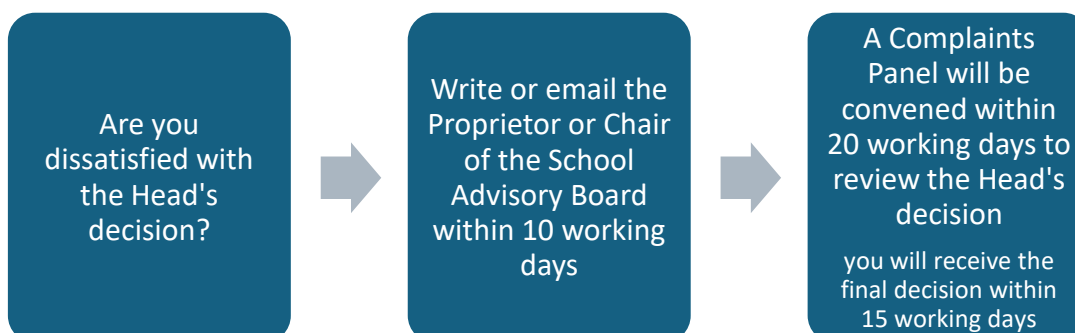 Are you
dissatisfied with
the Head's
decision?
Write or email the
Proprietor or Chair
of the School
Advisory Board
within 10 working
days
A Complaints
Panel will be
convened within
20 working days to
review the Head's
decision
you will receive the
final decision within
15 working days